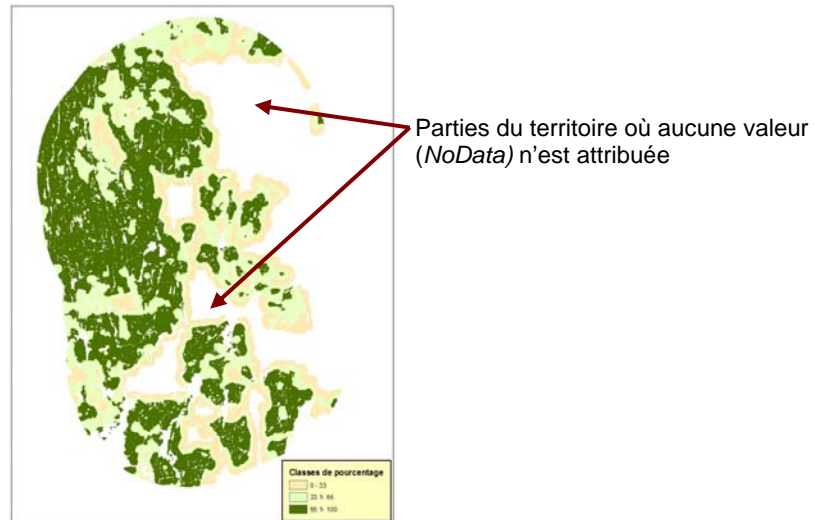 Parties du territoire où aucune valeur
(NoData) n'est attribuée
Classes de pourcentage
0 - 33
33.1- 66
66.1- 100